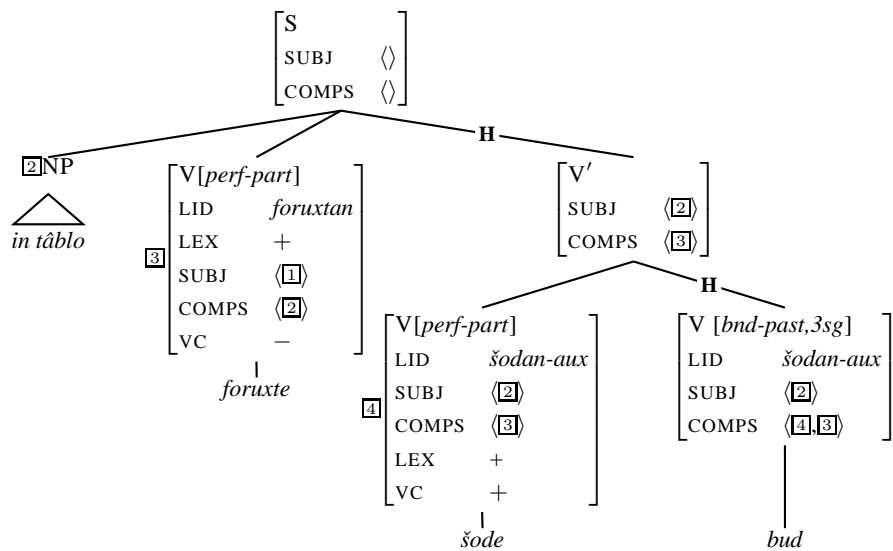 S
SUBJ ⟨⟩
COMPS ⟨⟩
H
2 NP
in tâblo
3
V[perf-part]
LID foruxtan
LEX +
SUBJ ⟨1⟩
COMPS ⟨2⟩
VC −
foruxte
V′
SUBJ ⟨2⟩
COMPS ⟨3⟩
H
4
V[perf-part]
LID šodan-aux
SUBJ ⟨2⟩
COMPS ⟨3⟩
LEX +
VC +
šode
V [bnd-past,3sg]
LID šodan-aux
SUBJ ⟨2⟩
COMPS ⟨4,3⟩
bud